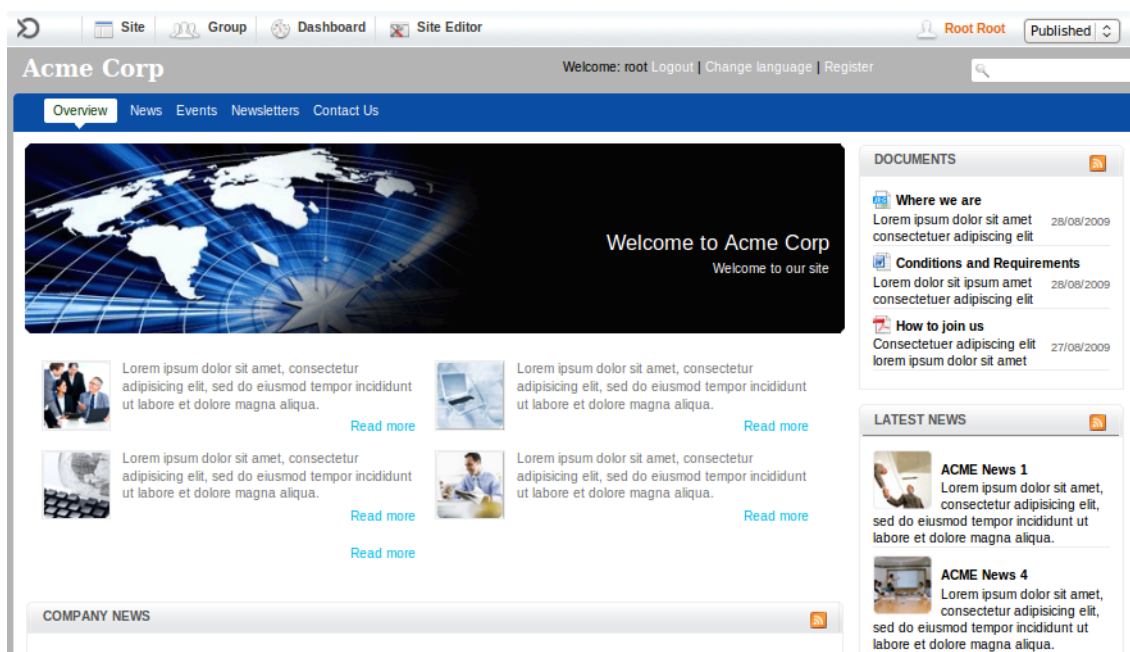 Site Group Dashboard Site Editor Root Root Published
Acme Corp Welcome: root Logout | Change language | Register
Overview News Events Newsletters Contact Us
Welcome to Acme Corp
Welcome to our site
Lorem ipsum dolor sit amet, consectetur
adipisicing elit, sed do eiusmod tempor incididunt
ut labore et dolore magna aliqua.
Read more
Lorem ipsum dolor sit amet, consectetur
adipisicing elit, sed do eiusmod tempor incididunt
ut labore et dolore magna aliqua.
Read more
Lorem ipsum dolor sit amet, consectetur
adipisicing elit, sed do eiusmod tempor incididunt
ut labore et dolore magna aliqua.
Read more
Lorem ipsum dolor sit amet, consectetur
adipisicing elit, sed do eiusmod tempor incididunt
ut labore et dolore magna aliqua.
Read more
Read more
COMPANY NEWS
DOCUMENTS
Where we are
Lorem ipsum dolor sit amet 28/08/2009
consectetuer adipiscing elit
Conditions and Requirements
Lorem dolor sit ipsum amet 28/08/2009
consectetuer adipiscing elit
How to join us
Consectetuer adipiscing elit 27/08/2009
lorem ipsum dolor sit amet
LATEST NEWS
ACME News 1
Lorem ipsum dolor sit amet,
consectetur adipisicing elit,
sed do eiusmod tempor incididunt ut
labore et dolore magna aliqua.
ACME News 4
Lorem ipsum dolor sit amet,
consectetur adipisicing elit,
sed do eiusmod tempor incididunt ut
labore et dolore magna aliqua.